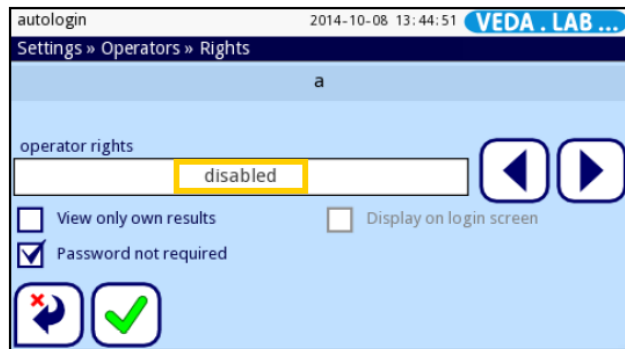 autologin 2014-10-08 13:44:51 VEDA . LAB ...
Settings » Operators » Rights
a
operator rights
disabled
View only own results Display on login screen
Password not required